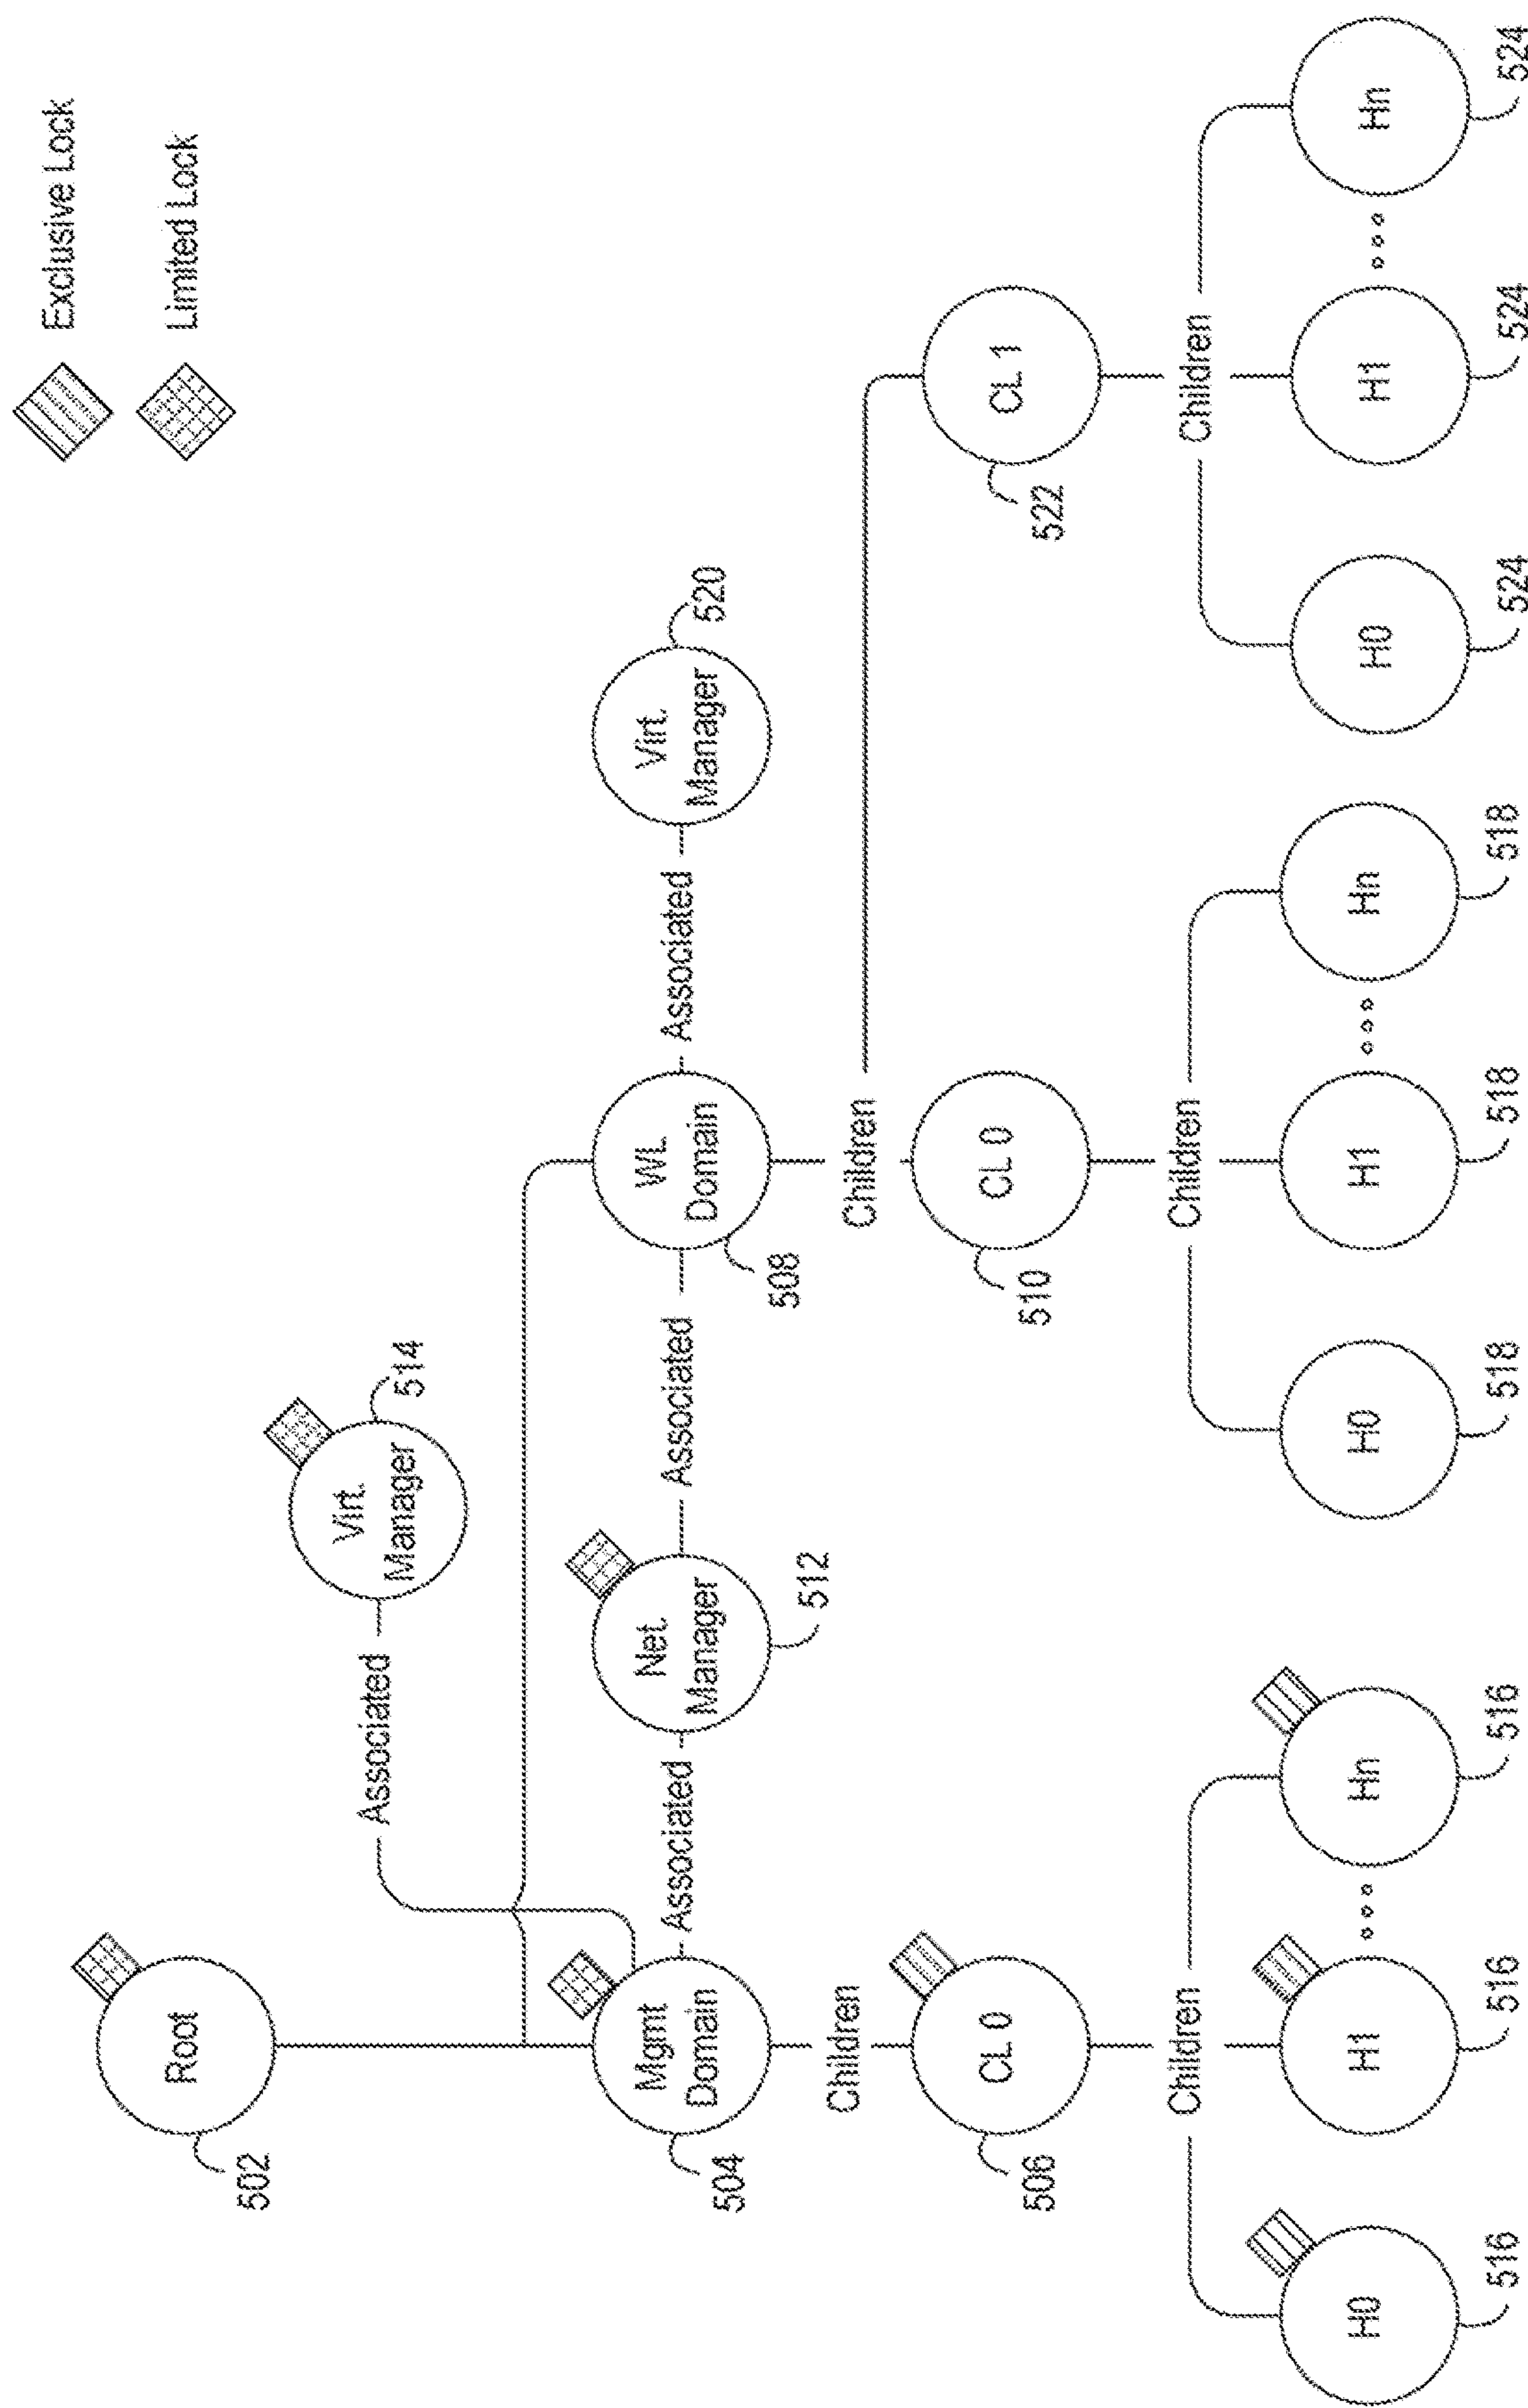 Exclusive Lock
Limited Lock
Root
502
Virt.
Manager
514
Associated
Mgmt
Domain
504
Associated
Net.
Manager
512
Associated
WL
Domain
508
Associated
Virt.
Manager
520
Children
Children
CL 0
506
CL 0
510
CL 1
522
Children
Children
Children
H0
516
H1
516
Hn
516
H0
518
H1
518
Hn
518
H0
524
H1
524
Hn
524